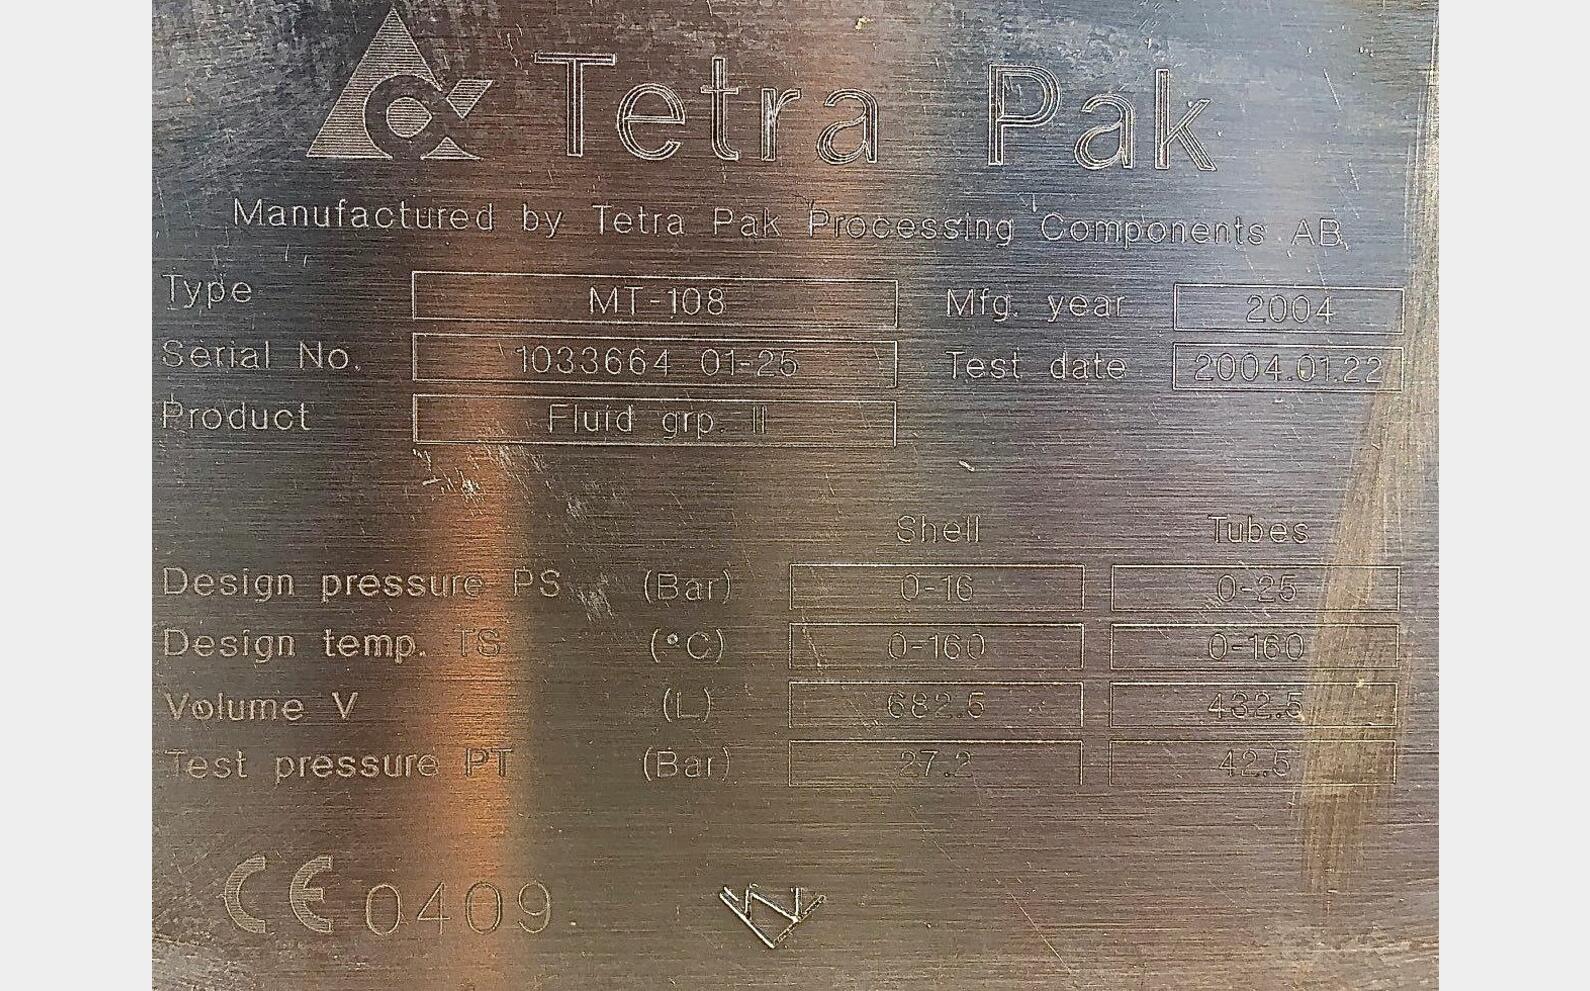 Tetra Pak
Manufactured by Tetra Pak Processing Components AB
Type MT-108 Mfg. year 2004
Serial No. 1033664 01-25 Test date 2004.01.22
Product Fluid grp. II
Shell Tubes
Design pressure PS (Bar) 0-16 0-25
Design temp. TS (°C) 0-160 0-160
Volume V (L) 682.5 432.5
Test pressure PT (Bar) 27.2 42.5
CE 0409